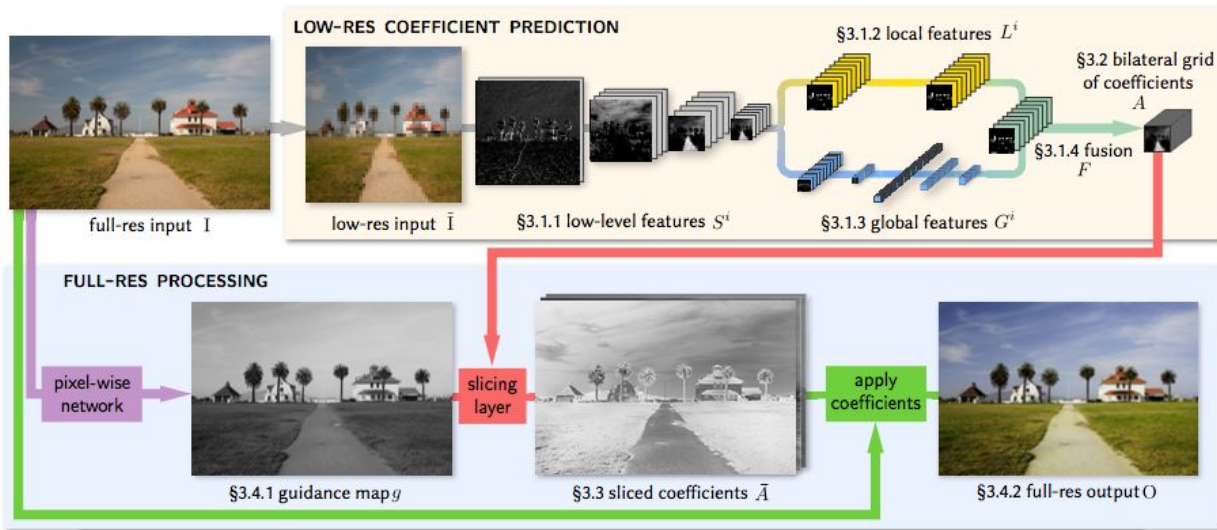 LOW-RES COEFFICIENT PREDICTION
§3.1.2 local features L^i
§3.2 bilateral grid
of coefficients
A
§3.1.4 fusion
F
full-res input I
low-res input Ī
§3.1.1 low-level features S^i
§3.1.3 global features G^i
FULL-RES PROCESSING
pixel-wise
network
slicing
layer
apply
coefficients
§3.4.1 guidance map g
§3.3 sliced coefficients Ā
§3.4.2 full-res output O